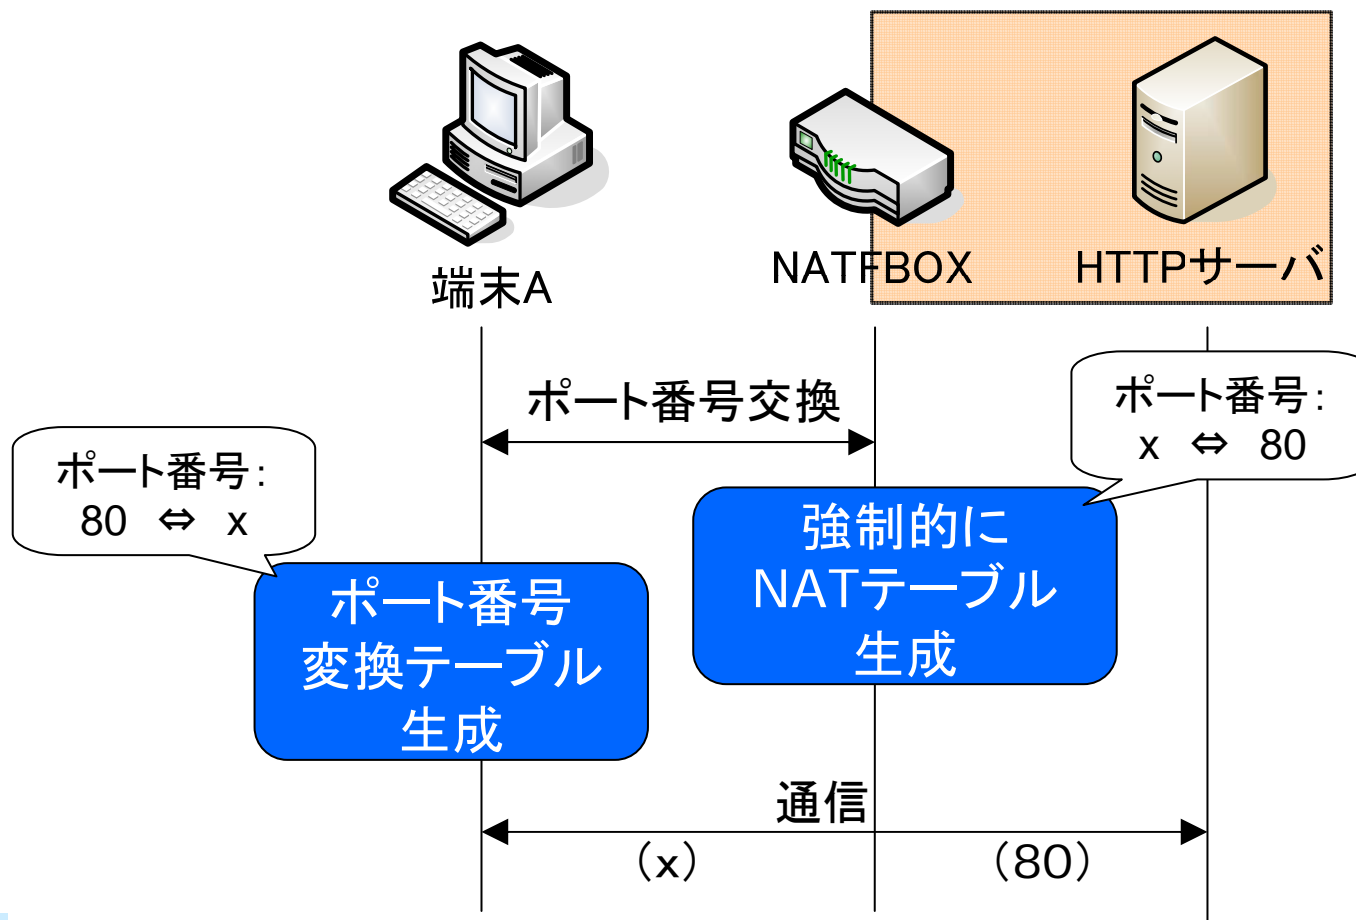 端末A
NATFBOX
HTTPサーバ
ポート番号交換
ポート番号：
x ⇔ 80
ポート番号：
80 ⇔ x
強制的に
NATテーブル
生成
ポート番号
変換テーブル
生成
通信
（x）
（80）